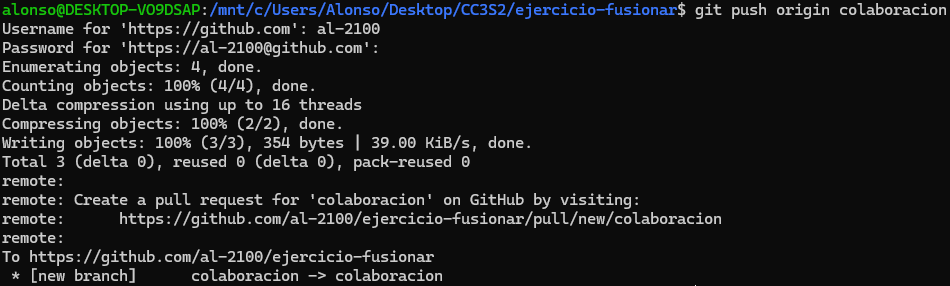 alonso@DESKTOP-VO9DSAP:/mnt/c/Users/Alonso/Desktop/CC3S2/ejercicio-fusionar$ git push origin colaboracion
Username for 'https://github.com': al-2100
Password for 'https://al-2100@github.com':
Enumerating objects: 4, done.
Counting objects: 100% (4/4), done.
Delta compression using up to 16 threads
Compressing objects: 100% (2/2), done.
Writing objects: 100% (3/3), 354 bytes | 39.00 KiB/s, done.
Total 3 (delta 0), reused 0 (delta 0), pack-reused 0
remote:
remote: Create a pull request for 'colaboracion' on GitHub by visiting:
remote:      https://github.com/al-2100/ejercicio-fusionar/pull/new/colaboracion
remote:
To https://github.com/al-2100/ejercicio-fusionar
 * [new branch]      colaboracion -> colaboracion